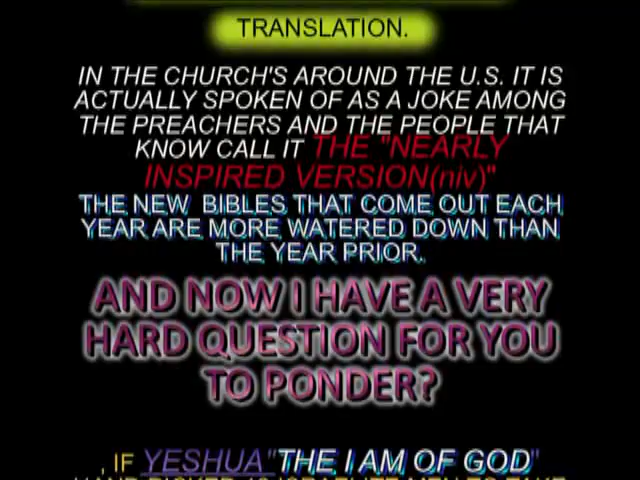 TRANSLATION.
IN THE CHURCH'S AROUND THE U.S. IT IS
ACTUALLY SPOKEN OF AS A JOKE AMONG
THE PREACHERS AND THE PEOPLE THAT
KNOW CALL IT THE "NEARLY
INSPIRED VERSION(niv)"
THE NEW BIBLES THAT COME OUT EACH
YEAR ARE MORE WATERED DOWN THAN
THE YEAR PRIOR.
AND NOW I HAVE A VERY
HARD QUESTION FOR YOU
TO PONDER?
, IF YESHUA"THE I AM OF GOD"